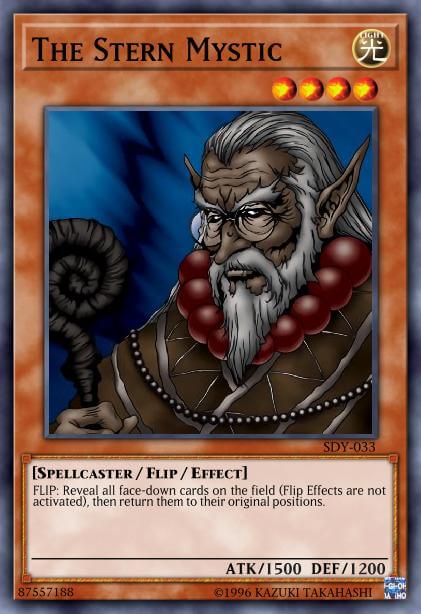 THE STERN MYSTIC
LIGHT
光
SDY-033
[SPELLCASTER / FLIP / EFFECT]
FLIP: Reveal all face-down cards on the field (Flip Effects are not
activated), then return them to their original positions.
ATK/1500 DEF/1200
87557188
©1996 KAZUKI TAKAHASHI